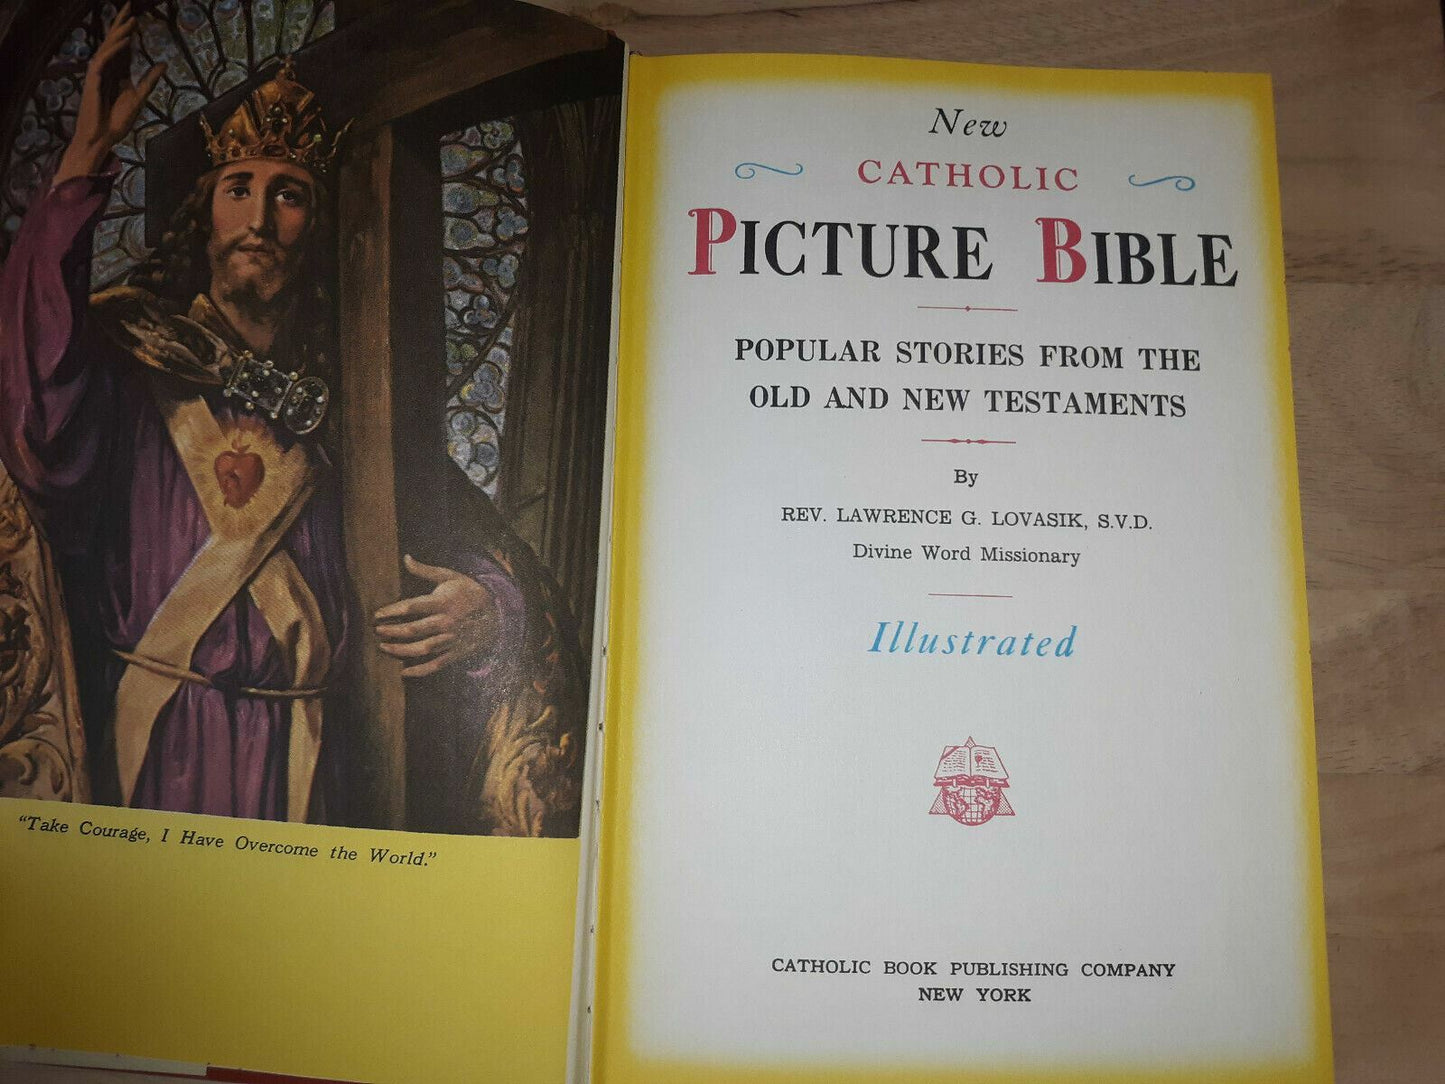 "Take Courage, I Have Overcome the World."
New
CATHOLIC
PICTURE BIBLE
POPULAR STORIES FROM THE
OLD AND NEW TESTAMENTS
By
REV. LAWRENCE G. LOVASIK, S.V.D.
Divine Word Missionary
Illustrated
CATHOLIC BOOK PUBLISHING COMPANY
NEW YORK